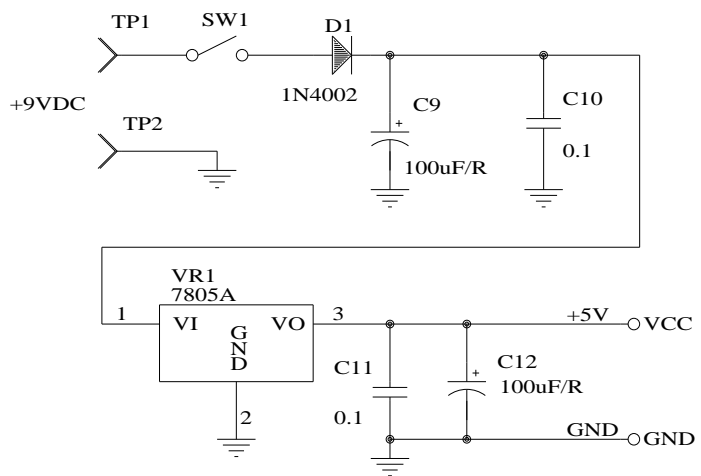 TP1
SW1
D1
+9VDC
1N4002
C9
C10
TP2
+
0.1
100uF/R
VR1
7805A
1
VI
VO
3
GND
2
+5V
VCC
C11
C12
+
100uF/R
0.1
GND
GND